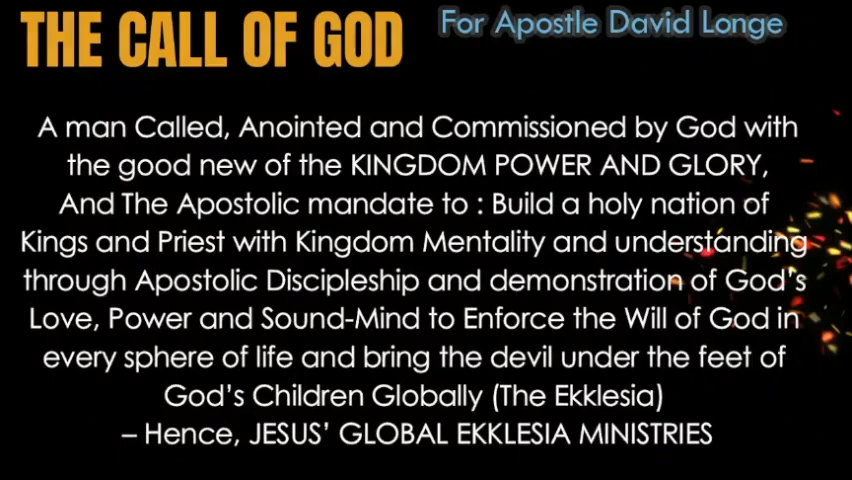 THE CALL OF GOD
For Apostle David Longe
A man Called, Anointed and Commissioned by God with
the good new of the KINGDOM POWER AND GLORY,
And The Apostolic mandate to : Build a holy nation of
Kings and Priest with Kingdom Mentality and understanding
through Apostolic Discipleship and demonstration of God's
Love, Power and Sound-Mind to Enforce the Will of God in
every sphere of life and bring the devil under the feet of
God's Children Globally (The Ekklesia)
– Hence, JESUS' GLOBAL EKKLESIA MINISTRIES